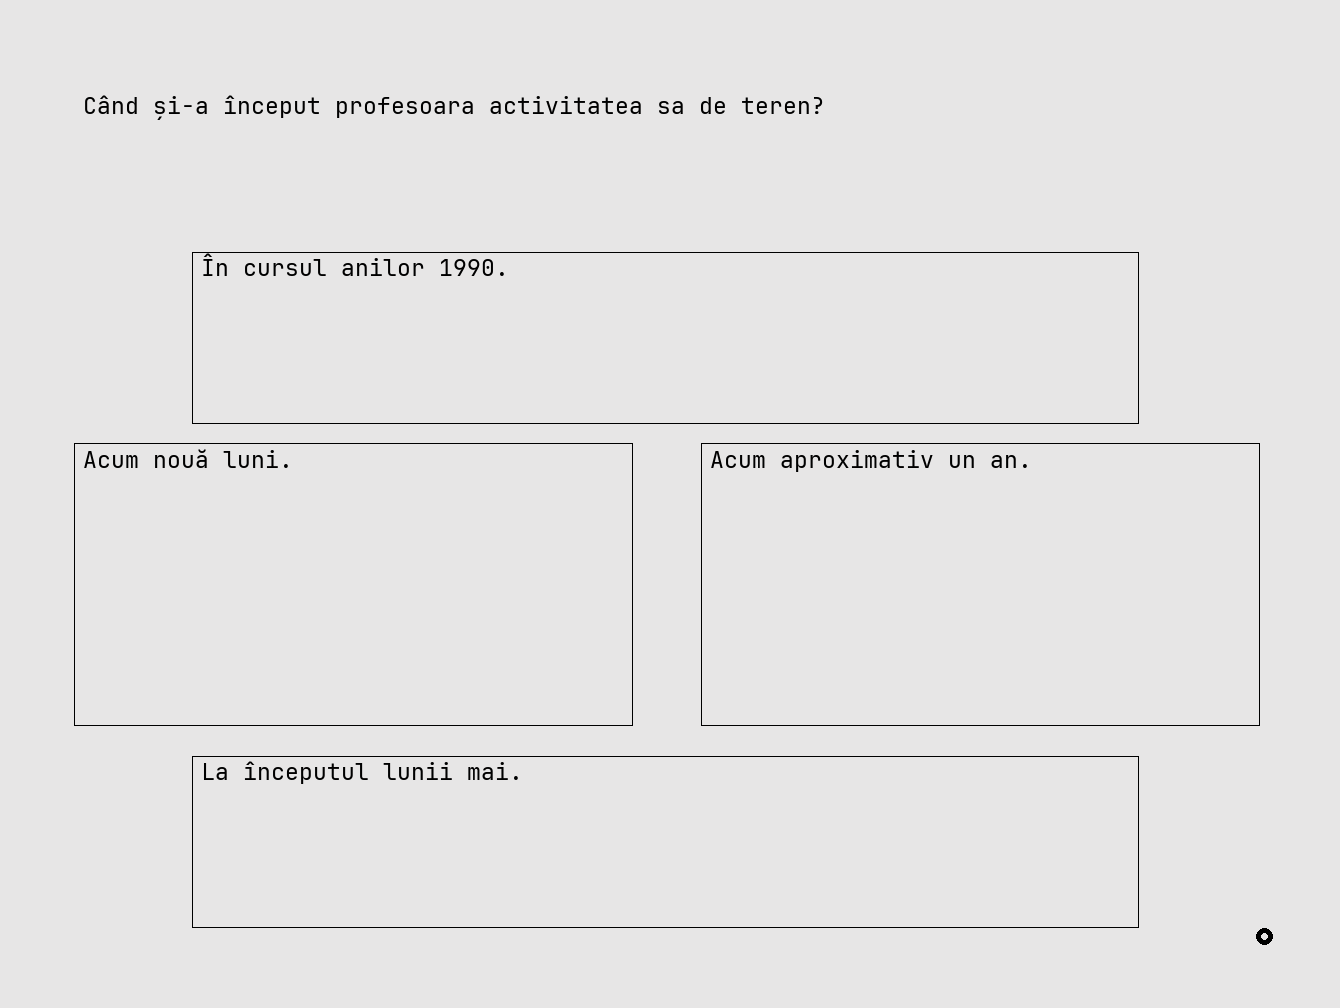 Când și-a început profesoara activitatea sa de teren?
În cursul anilor 1990.
Acum nouă luni.
Acum aproximativ un an.
La începutul lunii mai.